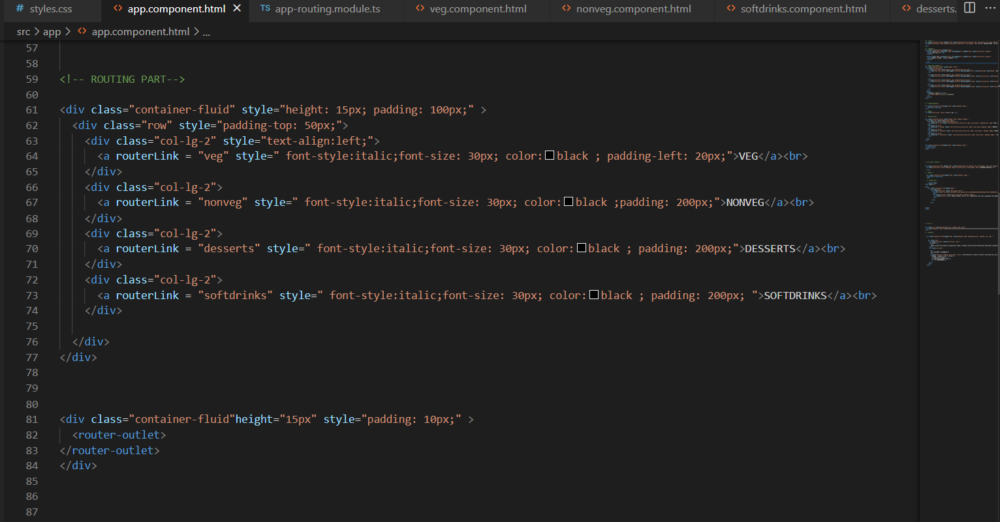 # styles.css <> app.component.html × TS app-routing.module.ts <> veg.component.html <> nonveg.component.html <> softdrinks.component.html <> desserts. ...
src > app > <> app.component.html > ...
57
58
59 <!-- ROUTING PART-->
60
61 <div class="container-fluid" style="height: 15px; padding: 100px;" >
62 <div class="row" style="padding-top: 50px;">
63 <div class="col-lg-2" style="text-align:left;">
64 <a routerLink = "veg" style=" font-style:italic;font-size: 30px; color:black ; padding-left: 20px;">VEG</a><br>
65 </div>
66 <div class="col-lg-2">
67 <a routerLink = "nonveg" style=" font-style:italic;font-size: 30px; color:black ;padding: 200px;">NONVEG</a><br>
68 </div>
69 <div class="col-lg-2">
70 <a routerLink = "desserts" style=" font-style:italic;font-size: 30px; color:black ; padding: 200px;">DESSERTS</a><br>
71 </div>
72 <div class="col-lg-2">
73 <a routerLink = "softdrinks" style=" font-style:italic;font-size: 30px; color:black ; padding: 200px; ">SOFTDRINKS</a><br>
74 </div>
75
76 </div>
77 </div>
78
79
80
81 <div class="container-fluid"height="15px" style="padding: 10px;" >
82 <router-outlet>
83 </router-outlet>
84 </div>
85
86
87